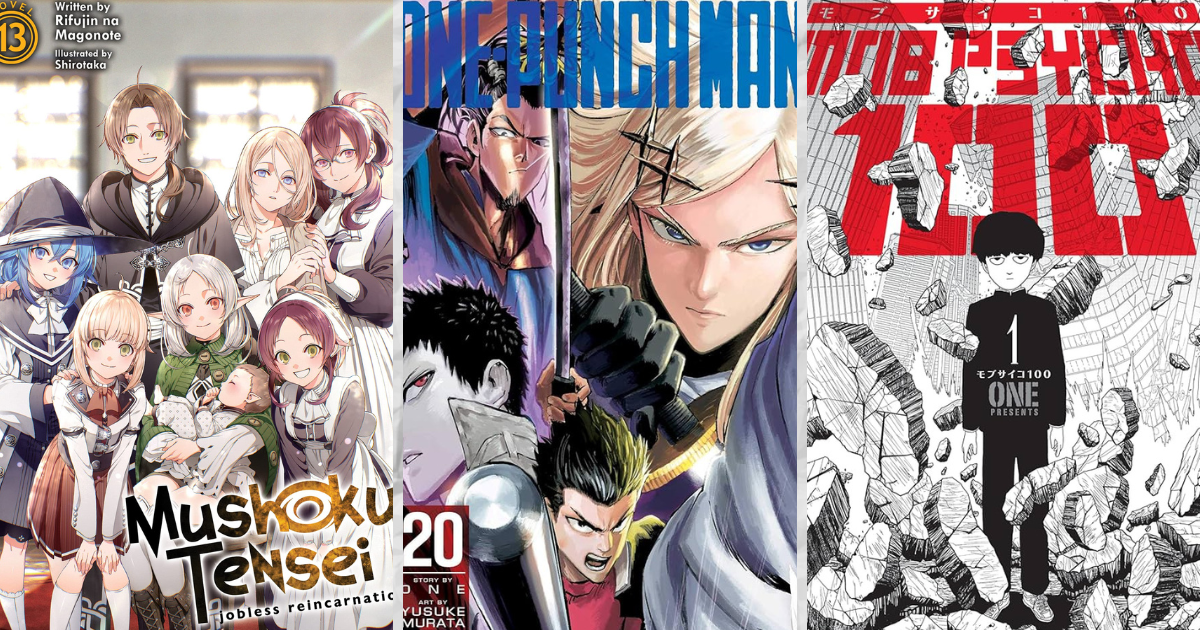 NOVEL
13
Written by
Rifujin na
Magonote
Illustrated by
Shirotaka
Mushoku
Tensei
jobless reincarnatio
ONE-PUNCH MAN
20
STORY BY
ONE
ART BY
YUSUKE
MURATA
モブサイコ100
MOB PSYCHO
100
1
モブサイコ100
ONE
PRESENTS